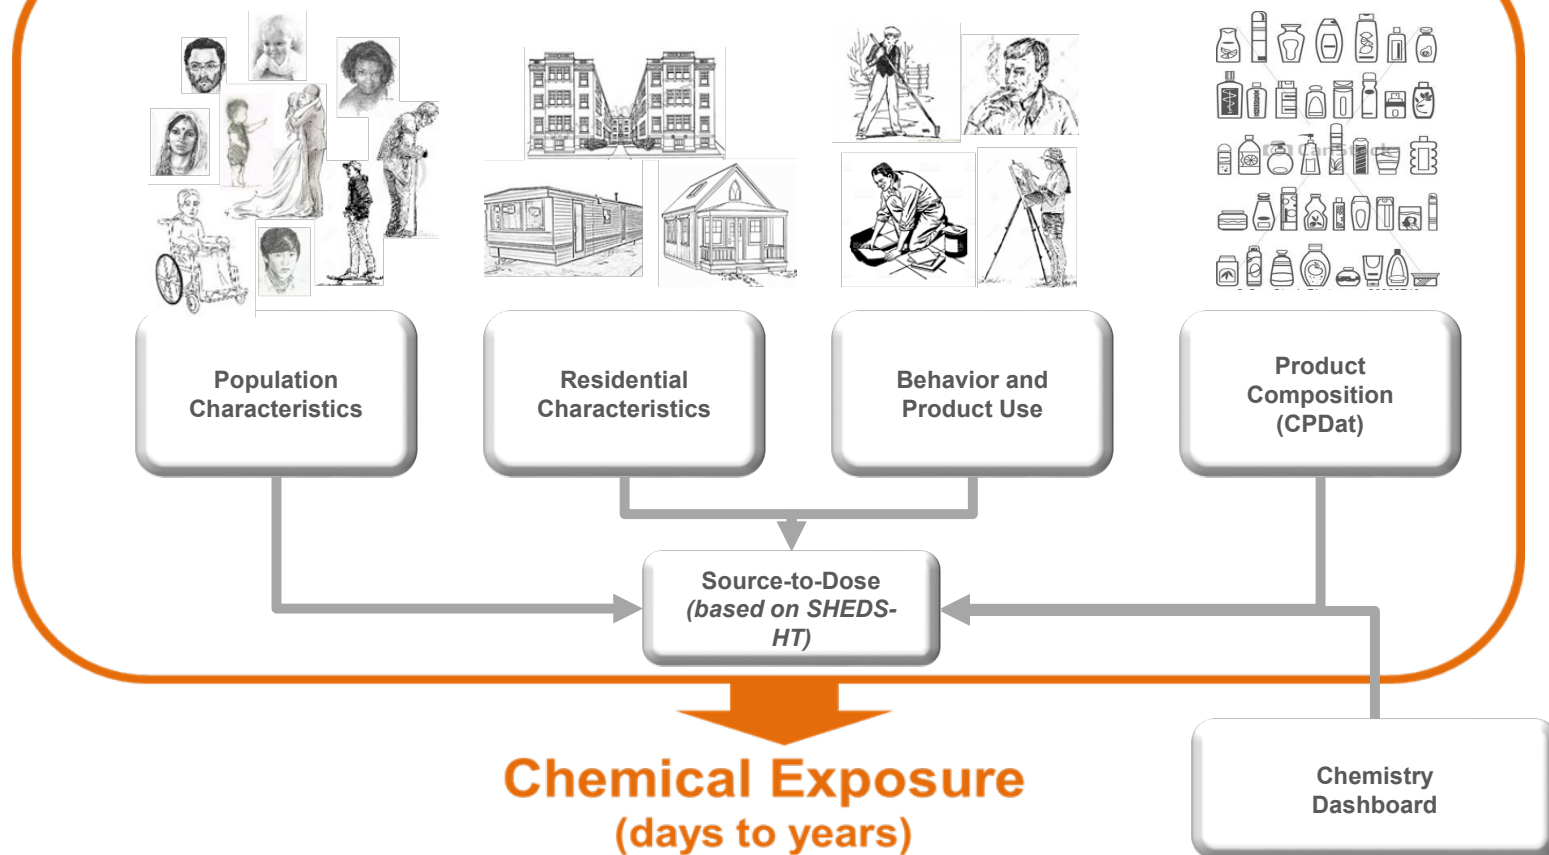 Population
Characteristics
Residential
Characteristics
Behavior and
Product Use
Product
Composition
(CPDat)
Source-to-Dose
(based on SHEDS-
HT)
Chemical Exposure
(days to years)
Chemistry
Dashboard